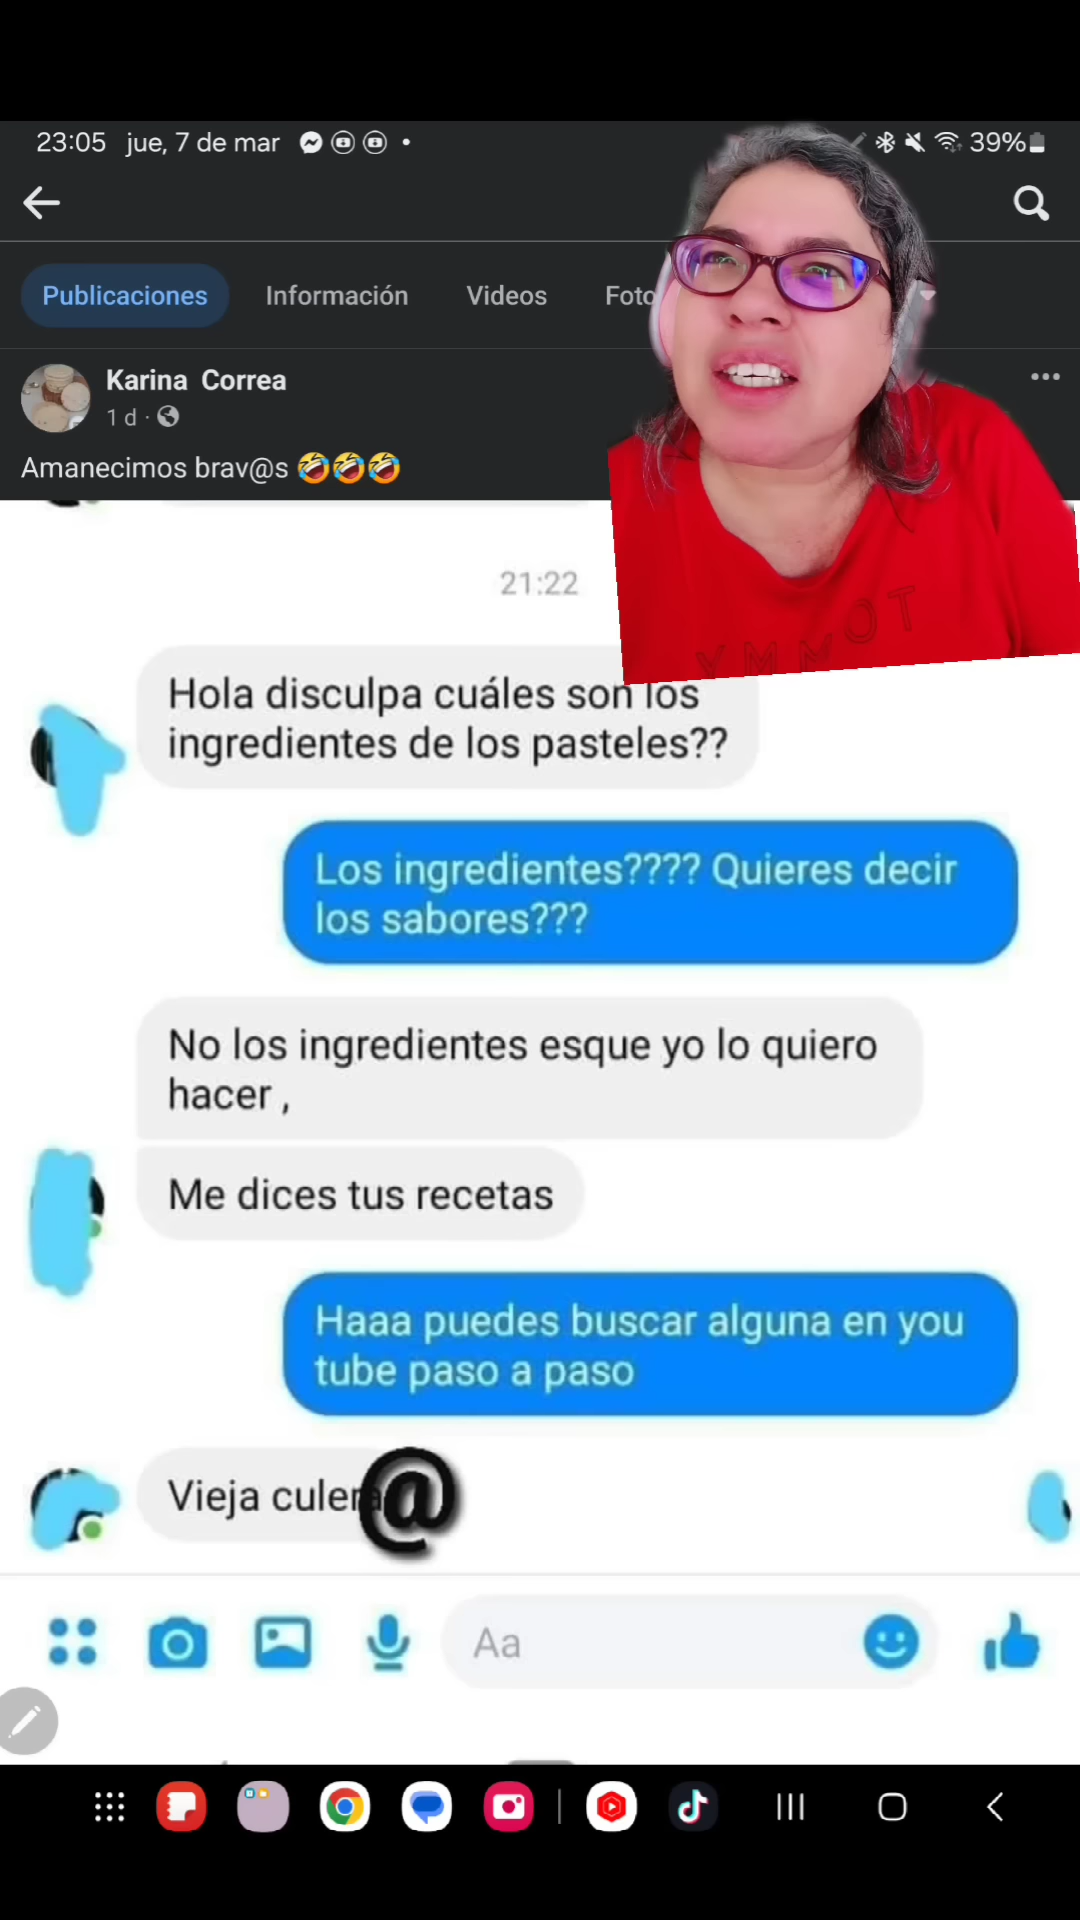 23:05 jue, 7 de mar
39%
Publicaciones Información Videos Foto
Karina Correa
1 d
Amanecimos brav@s 🤣🤣🤣
21:22
Hola disculpa cuáles son los
ingredientes de los pasteles??
Los ingredientes???? Quieres decir
los sabores???
No los ingredientes esque yo lo quiero
hacer ,
Me dices tus recetas
Haaa puedes buscar alguna en you
tube paso a paso
Vieja culera
@
Aa